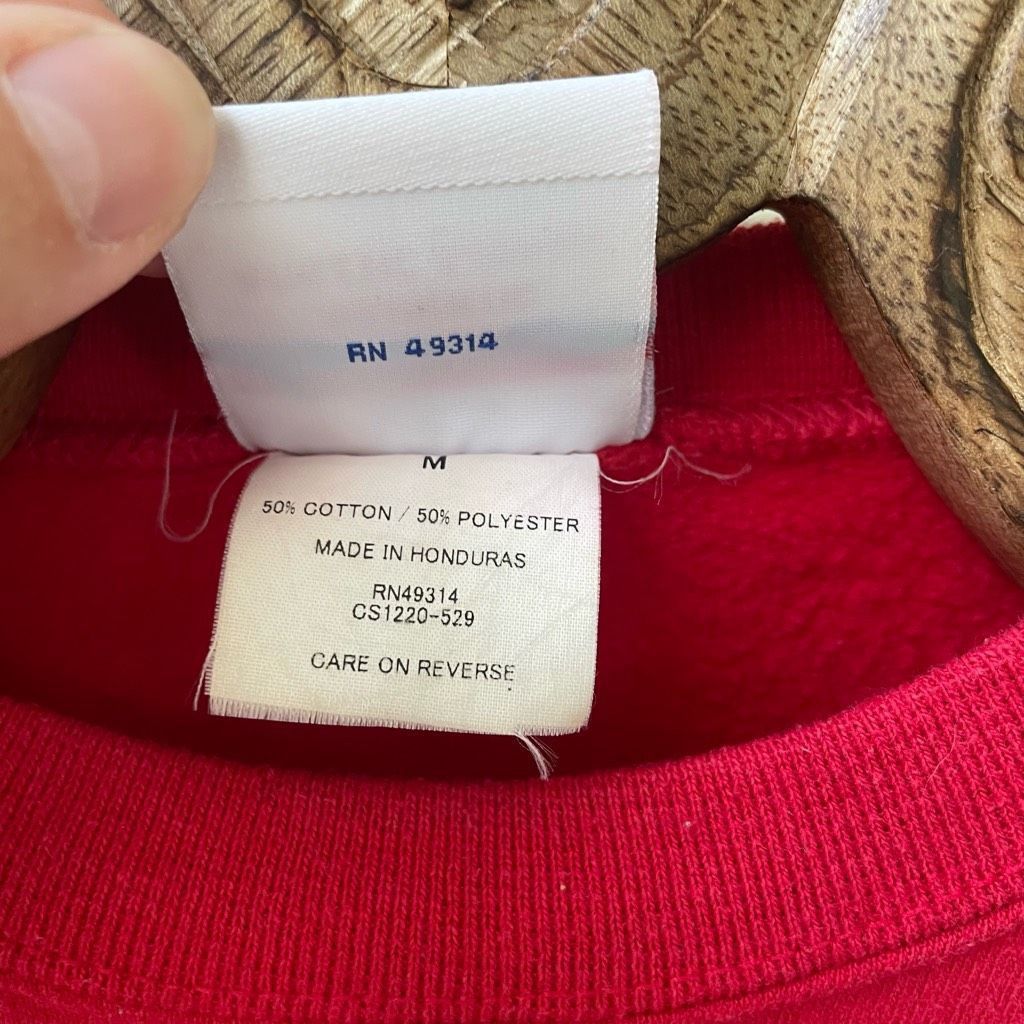 RN 49314
M
50% COTTON / 50% POLYESTER
MADE IN HONDURAS
RN49314
CS1220-529
CARE ON REVERSE